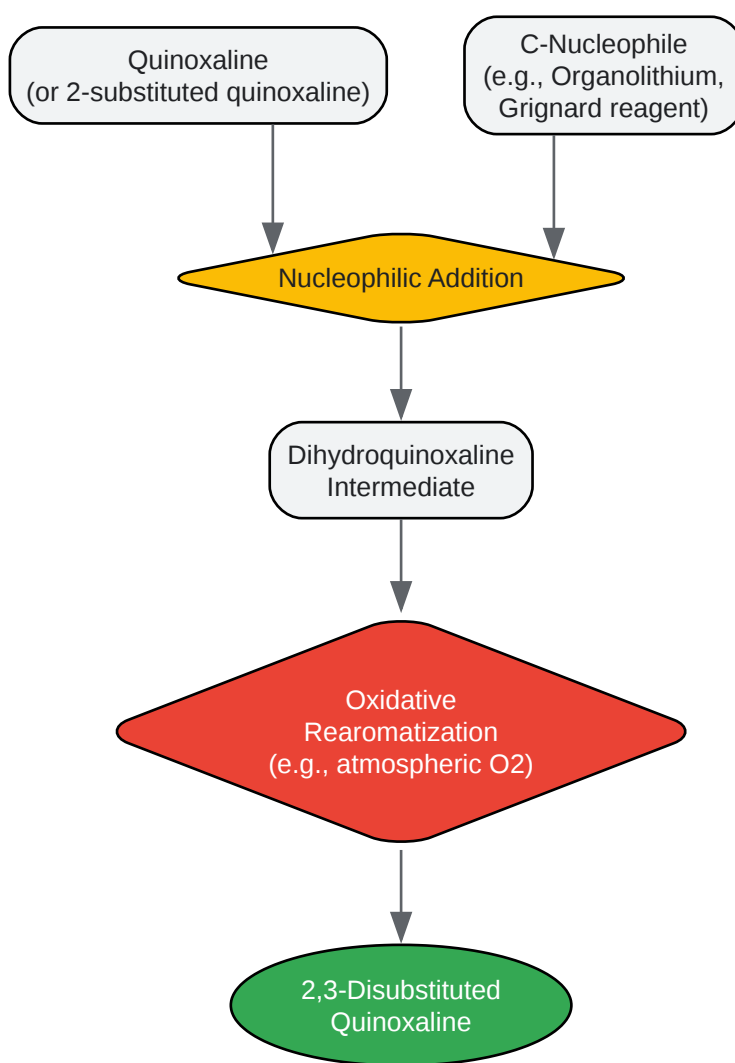 Quinoxaline
(or 2-substituted quinoxaline)
C-Nucleophile
(e.g., Organolithium,
Grignard reagent)
Nucleophilic Addition
Dihydroquinoxaline
Intermediate
Oxidative
Rearomatization
(e.g., atmospheric O2)
2,3-Disubstituted
Quinoxaline